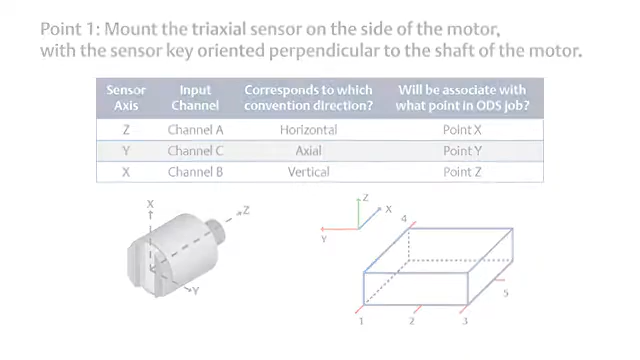 Point 1: Mount the triaxial sensor on the side of the motor,
with the sensor key oriented perpendicular to the shaft of the motor.
Sensor Axis Input Channel Corresponds to which convention direction? Will be associate with what point in ODS job?
Z Channel A Horizontal Point X
Y Channel C Axial Point Y
X Channel B Vertical Point Z
X
Z
Y
Z
X
Y
4
5
1 2 3